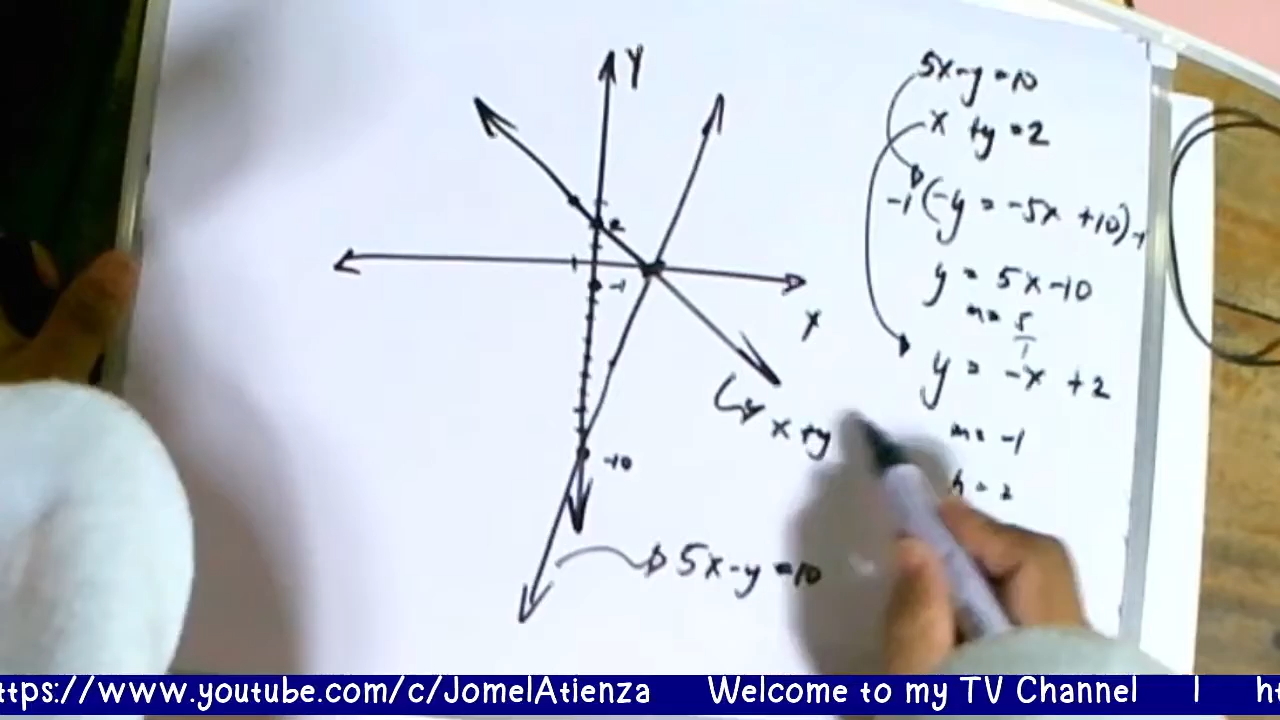 Y
5x-y=10
x +y=2
-1(-y = -5x +10)-1
2
-1
y = 5x-10
x
m= 5/1
y = -x +2
x+y
m= -1
-10
b = 2
5x-y=10
ttps://www.youtube.com/c/JomelAtienza Welcome to my TV Channel | ht